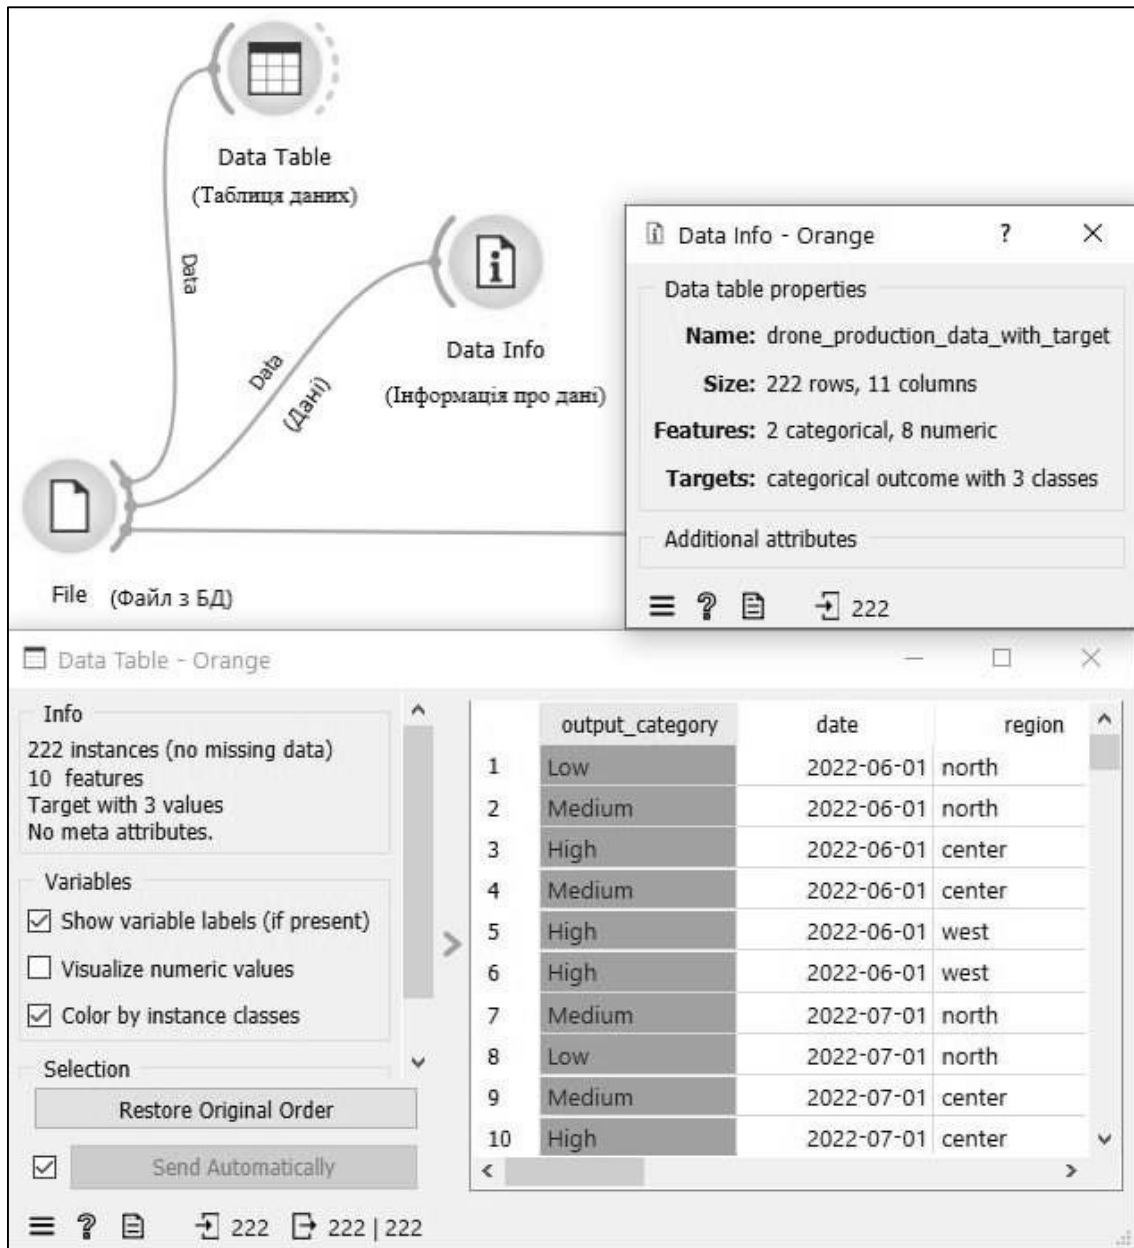 Data Table
(Таблиця даних)
Data
Data Info
(Інформація про дані)
Data
(Дані)
File (Файл з БД)
Data Info - Orange ? ×
Data table properties
Name: drone_production_data_with_target
Size: 222 rows, 11 columns
Features: 2 categorical, 8 numeric
Targets: categorical outcome with 3 classes
Additional attributes
222
Data Table - Orange
Info
222 instances (no missing data)
10 features
Target with 3 values
No meta attributes.
Variables
Show variable labels (if present)
Visualize numeric values
Color by instance classes
Selection
Restore Original Order
Send Automatically
222 222 | 222
output_category date region
1 Low 2022-06-01 north
2 Medium 2022-06-01 north
3 High 2022-06-01 center
4 Medium 2022-06-01 center
5 High 2022-06-01 west
6 High 2022-06-01 west
7 Medium 2022-07-01 north
8 Low 2022-07-01 north
9 Medium 2022-07-01 center
10 High 2022-07-01 center